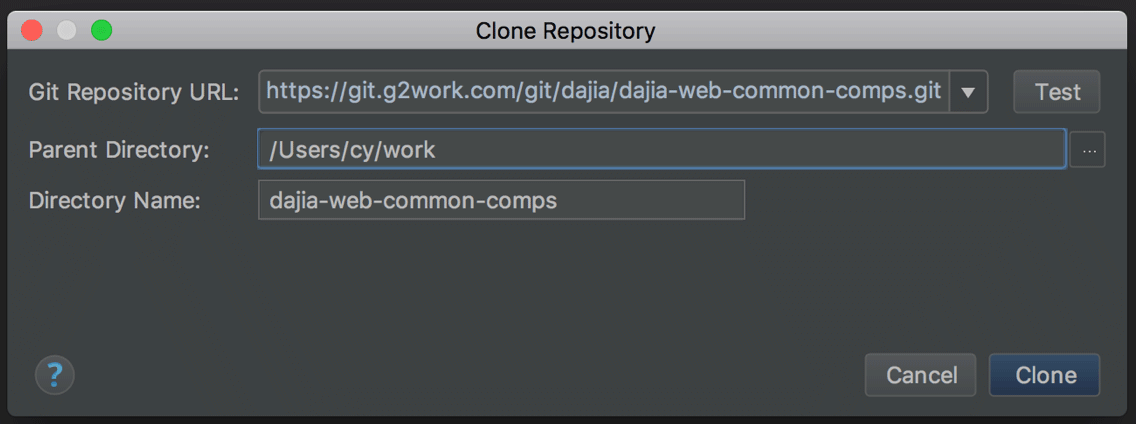 Clone Repository
Git Repository URL: https://git.g2work.com/git/dajia/dajia-web-common-comps.git Test
Parent Directory: /Users/cy/work ...
Directory Name: dajia-web-common-comps
? Cancel Clone